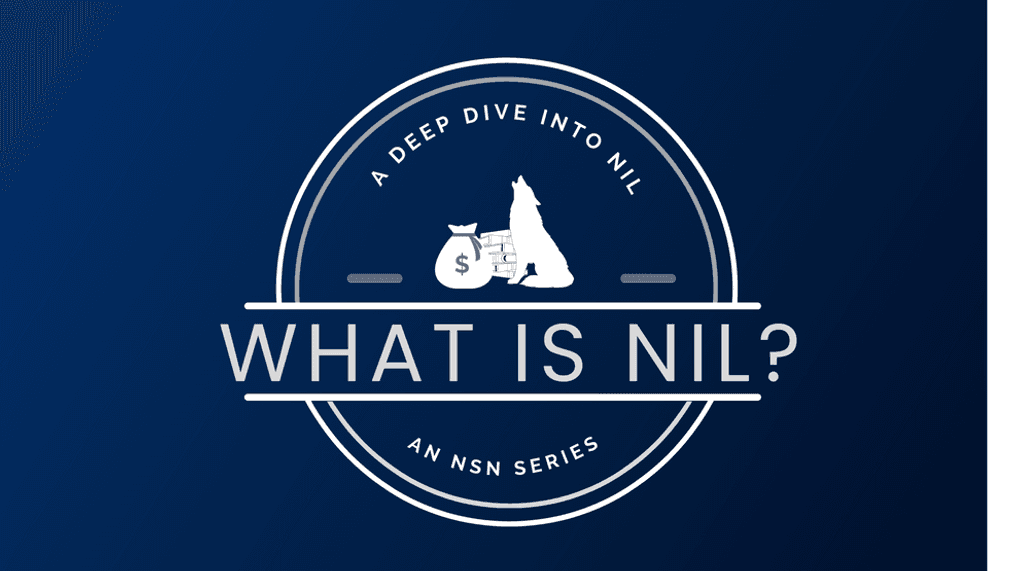 A DEEP DIVE INTO NIL
$
WHAT IS NIL?
AN NSN SERIES